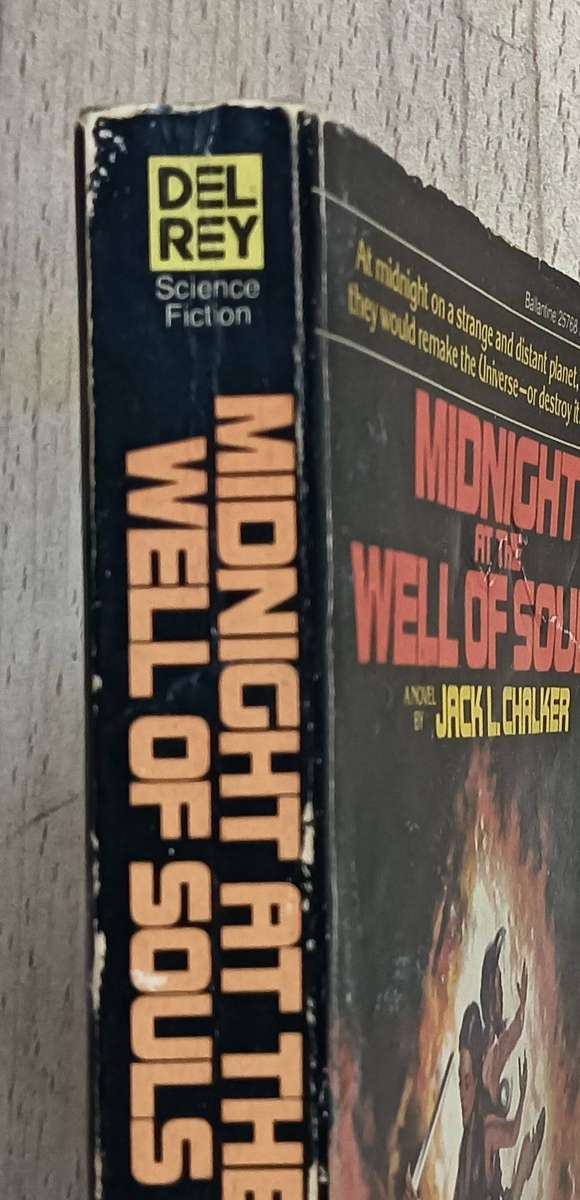 DEL
REY
Science
Fiction
MIDNIGHT AT THE
WELL OF SOULS
Ballantine 25768
At midnight on a strange and distant planet,
they would remake the Universe—or destroy it
MIDNIGHT
AT THE
WELL OF SOUL
A NOVEL
BY
JACK L. CHALKER